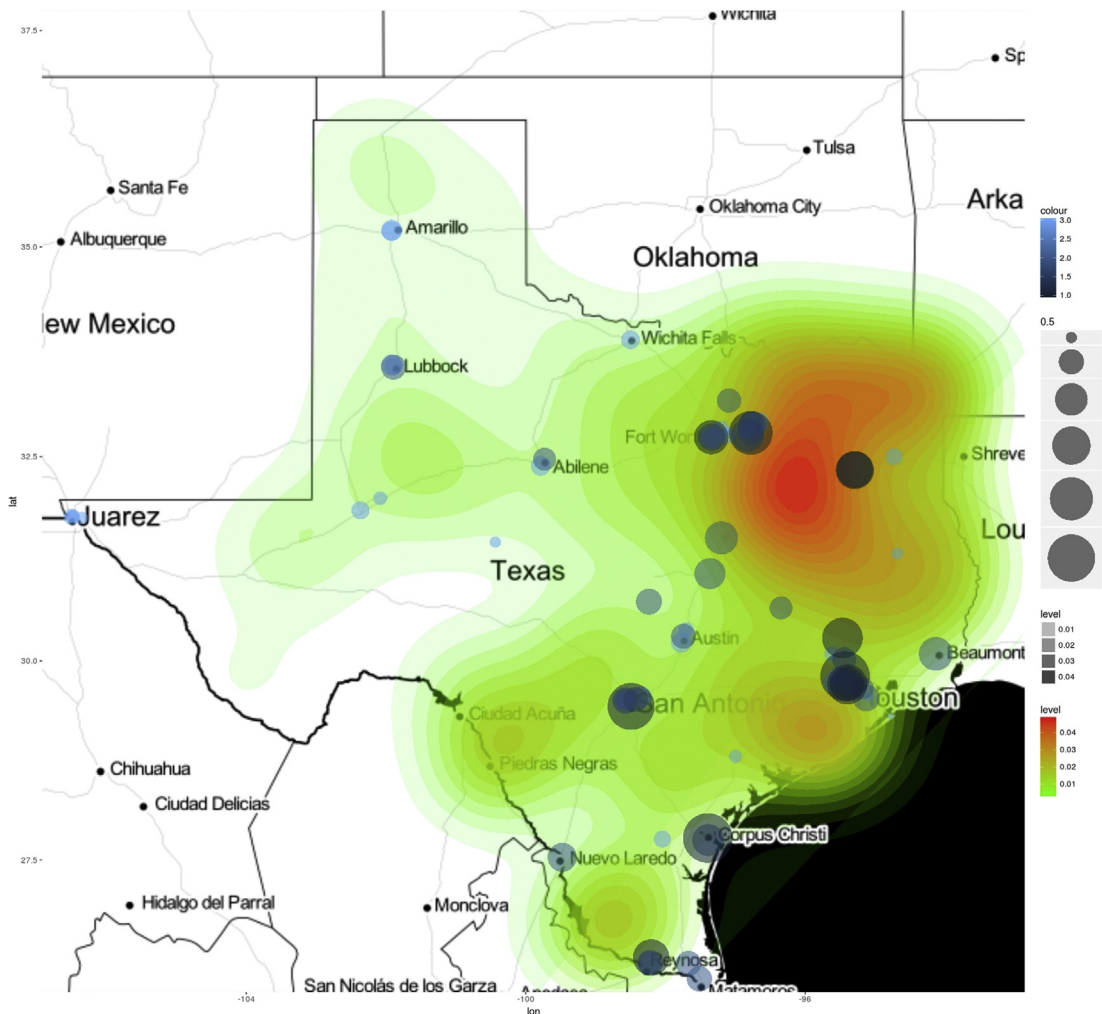 Wichita
37.5
Sp
Tulsa
Santa Fe
Arka
Oklahoma City
colour
3.0
Amarillo
Albuquerque
2.5
35.0
Oklahoma
2.0
1.5
1.0
ew Mexico
0.5
Wichita Falls
Lubbock
Fort Wor
Shreve
32.5
Abilene
lat
Juarez
Lou
Texas
level
0.01
0.02
Austin
Beaumont
0.03
30.0
0.04
San Antonio
ouston
level
Ciudad Acuña
0.04
0.03
Piedras Negras
Chihuahua
0.02
0.01
Ciudad Delicias
Corpus Christi
27.5
Nuevo Laredo
Hidalgo del Parral
Monclova
Reynosa
San Nicolás de los Garza
Matamoros
-104
-100
-96
lon